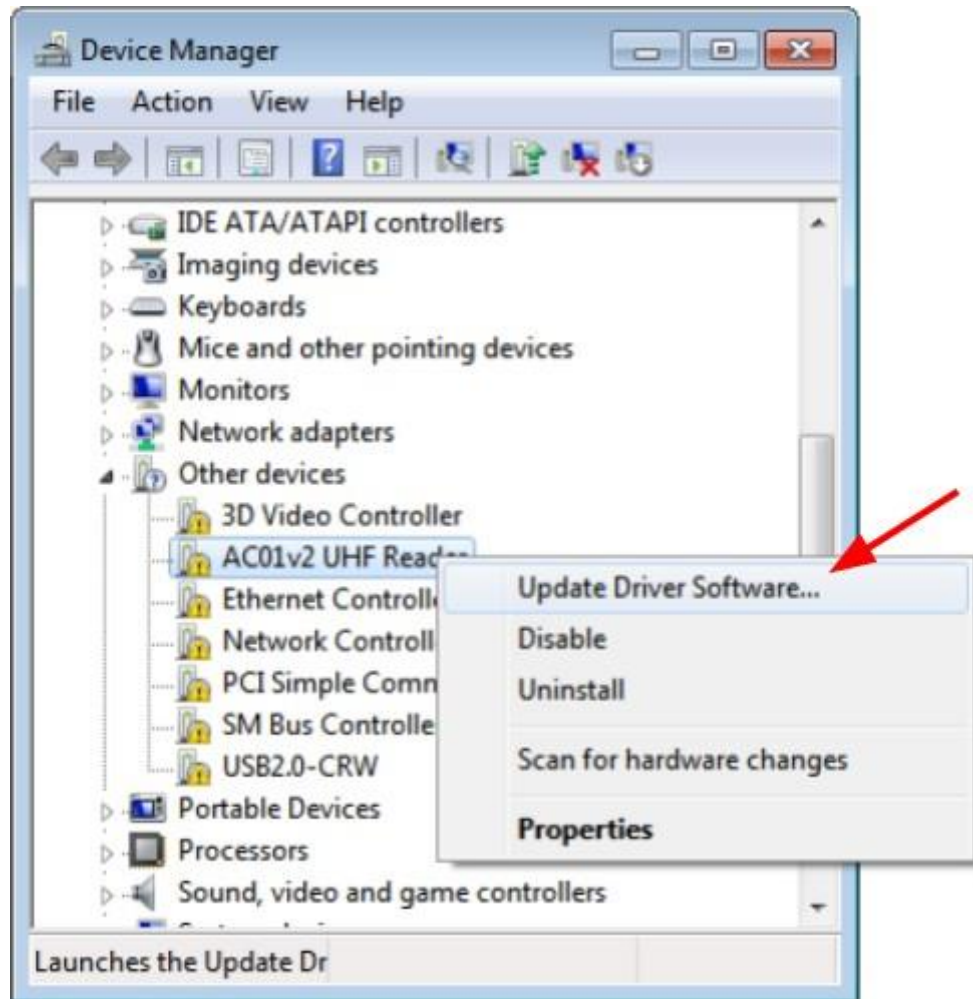 Device Manager
File Action View Help
IDE ATA/ATAPI controllers
Imaging devices
Keyboards
Mice and other pointing devices
Monitors
Network adapters
Other devices
3D Video Controller
AC01v2 UHF Reader
Ethernet Controlle
Network Controll
PCI Simple Comn
SM Bus Controlle
USB2.0-CRW
Portable Devices
Processors
Sound, video and game controllers
Update Driver Software...
Disable
Uninstall
Scan for hardware changes
Properties
Launches the Update Dr